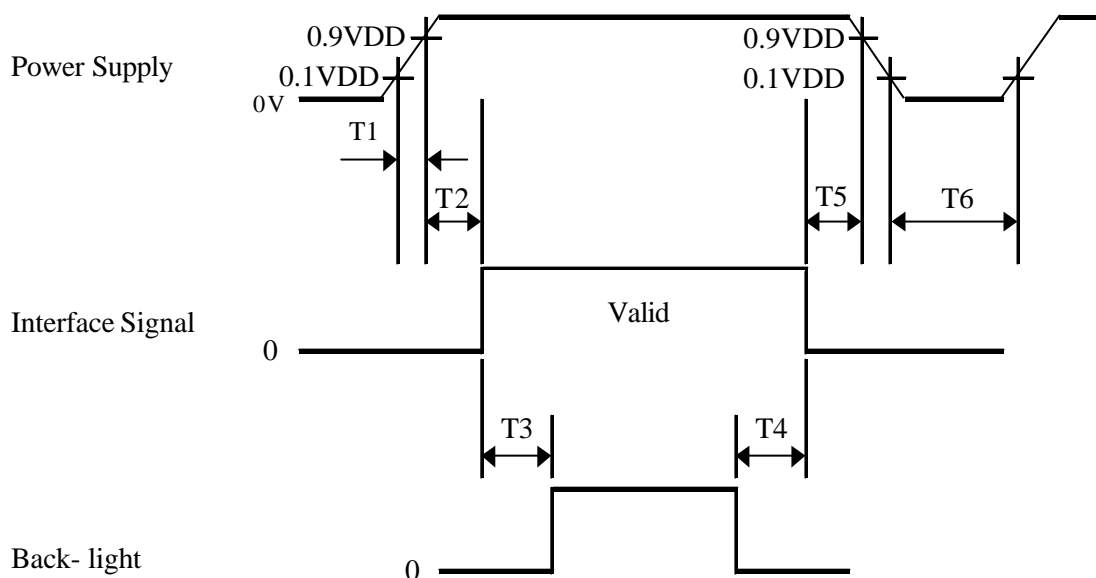 0.9VDD
0.9VDD
Power Supply
0.1VDD
0.1VDD
0V
T1
T2
T5
T6
Valid
Interface Signal
0
T3
T4
Back- light
0